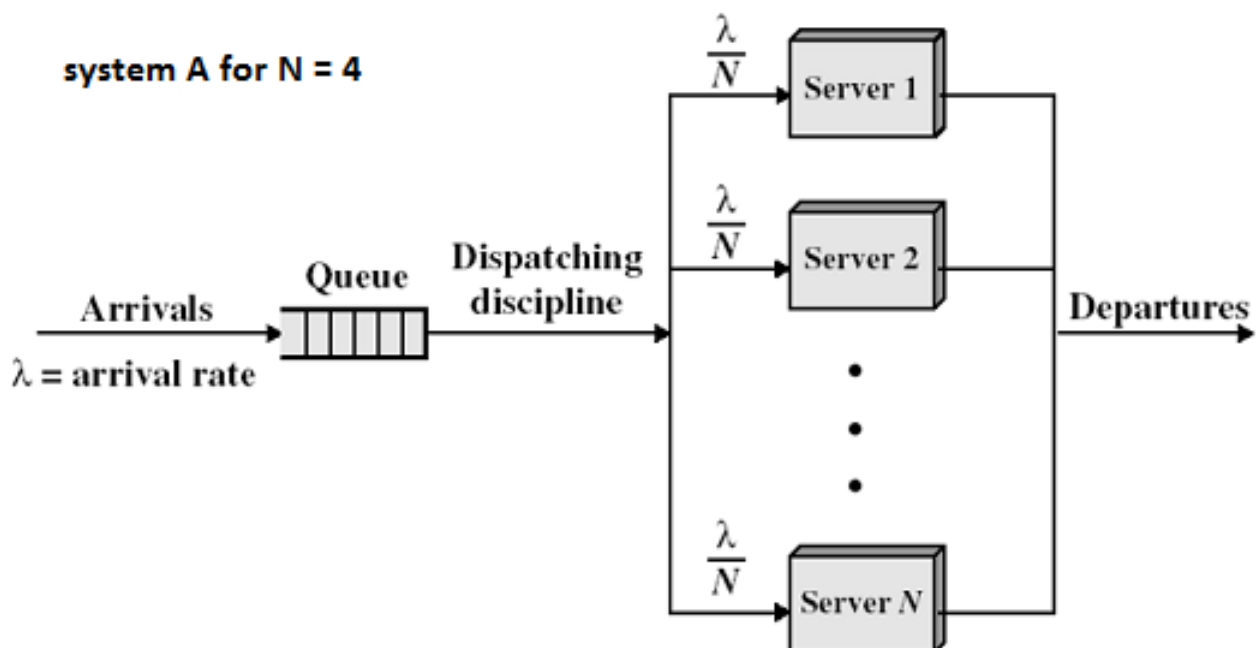 system A for N = 4
λ
N
Server 1
λ
N
Server 2
Queue
Dispatching
discipline
Arrivals
λ = arrival rate
Departures
λ
N
Server N